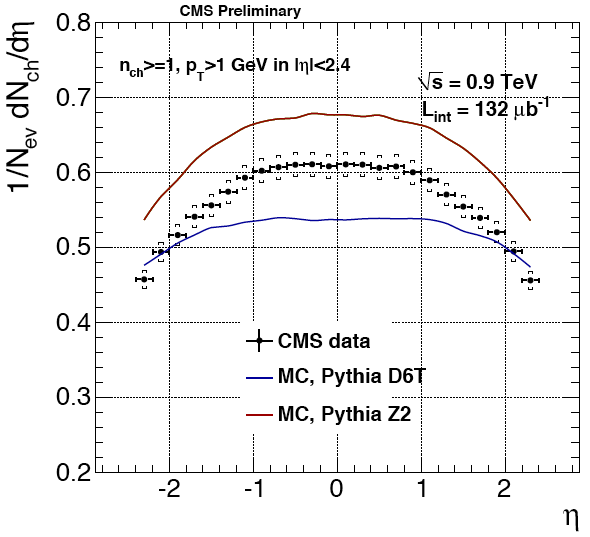 CMS Preliminary
1/N_ev dN_ch/dη
n_ch>=1, p_T>1 GeV in |η|<2.4
√s = 0.9 TeV
L_int = 132 μb^-1
0.8
0.7
0.6
0.5
0.4
0.3
0.2
CMS data
MC, Pythia D6T
MC, Pythia Z2
-2 -1 0 1 2
η